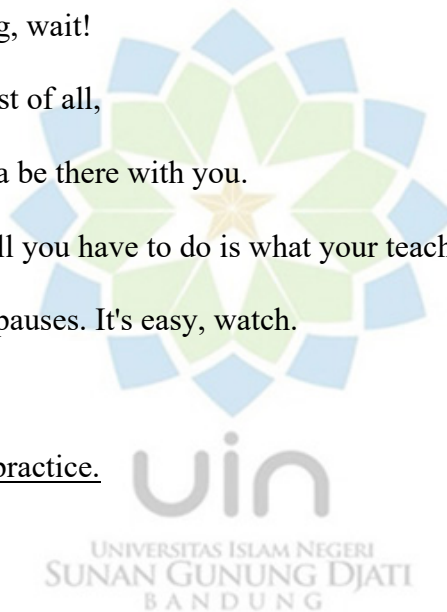 g, wait!
st of all,
a be there with you.
ll you have to do is what your teach
pauses. It's easy, watch.
practice.
uin
UNIVERSITAS ISLAM NEGERI
SUNAN GUNUNG DJATI
BANDUNG